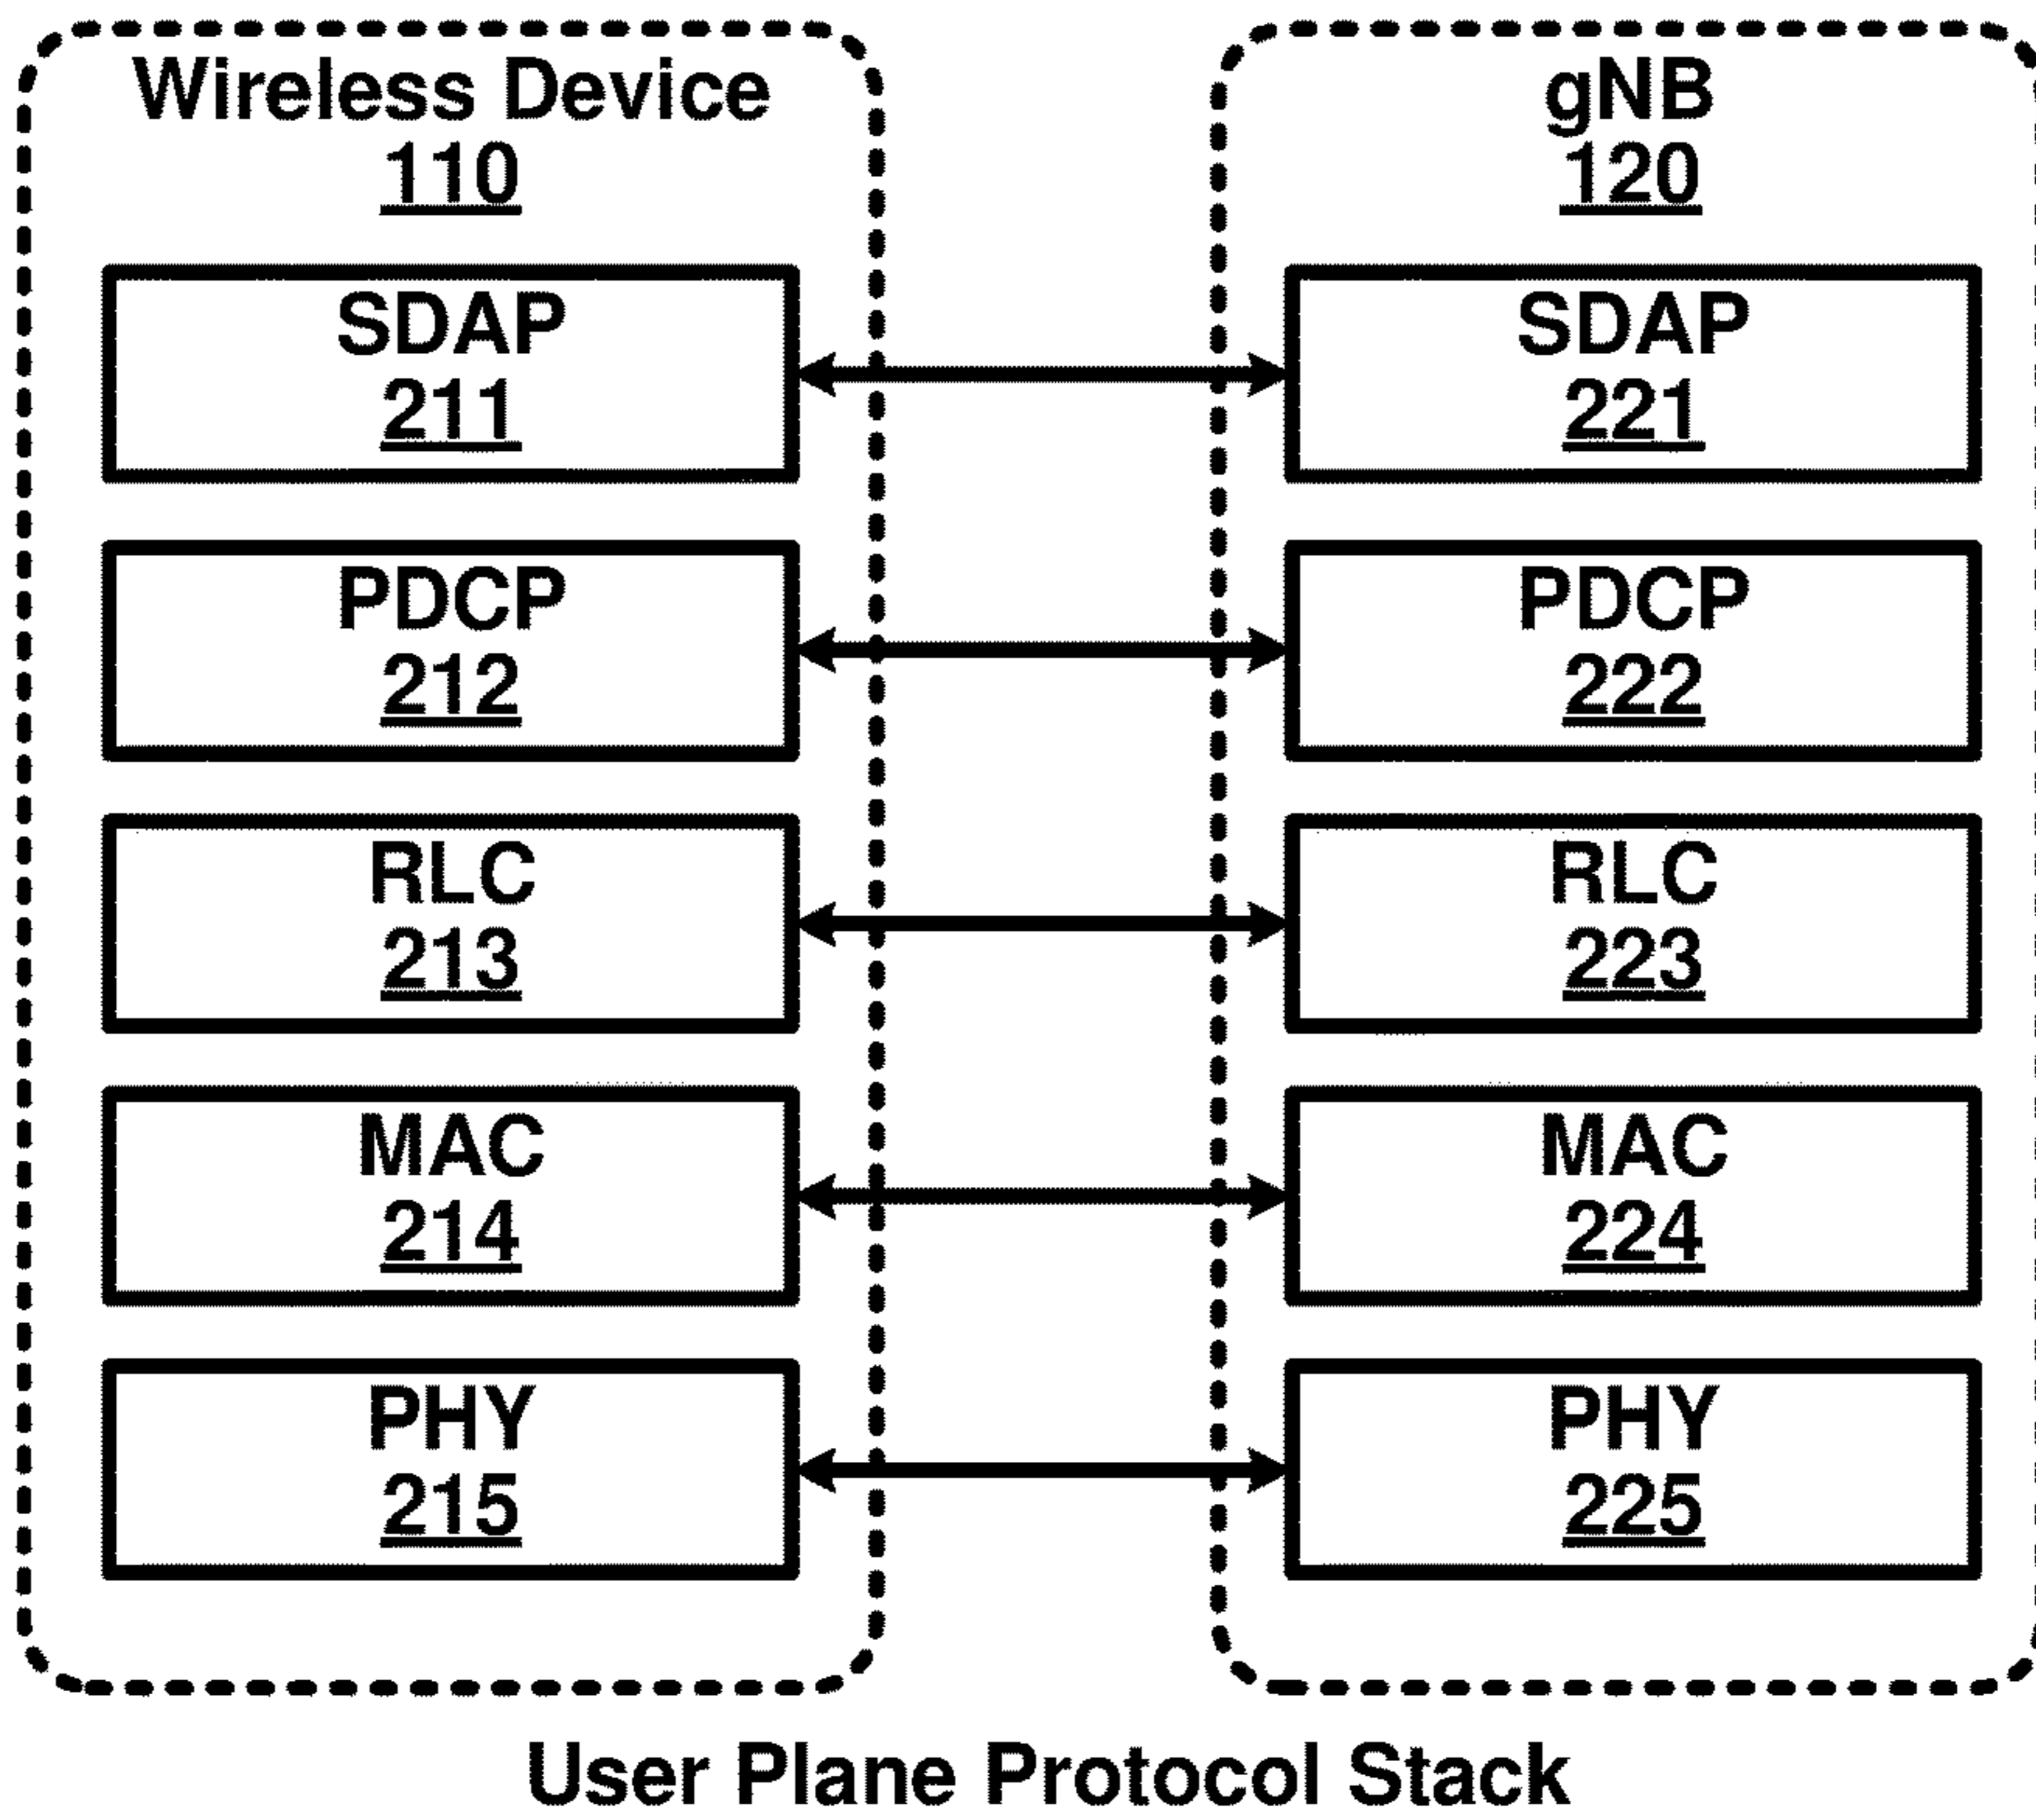 Wireless Device
110
SDAP
211
PDCP
212
RLC
213
MAC
214
PHY
215
gNB
120
SDAP
221
PDCP
222
RLC
223
MAC
224
PHY
225
User Plane Protocol Stack